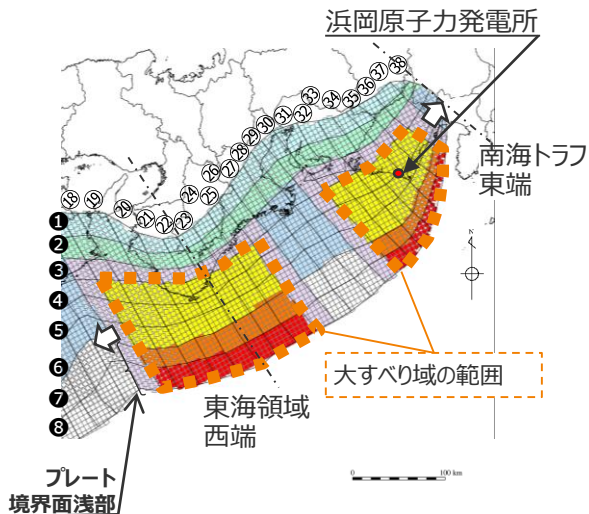 浜岡原子力発電所
⑱ ⑲ ⑳ ㉑ ㉒ ㉓ ㉔ ㉕ ㉖ ㉗ ㉘ ㉙ ㉚ ㉛ ㉜ ㉝ ㉞ ㉟ ㊱ ㊲ ㊳
❶
❷
❸
❹
❺
❻
❼
❽
南海トラフ
東端
N
大すべり域の範囲
東海領域
西端
プレート
境界面浅部
0 100 km